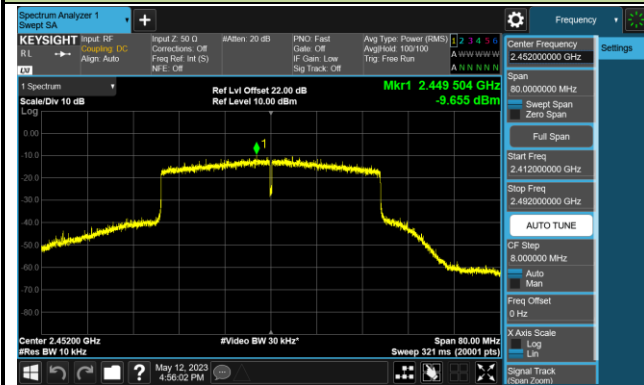 Spectrum Analyzer 1
Swept SA
+
Frequency
KEYSIGHT Input: RF
RL Coupling: DC
Align: Auto
LXI
Input Z: 50 Ω
Corrections: Off
Freq Ref: Int (S)
NFE: Off
#Atten: 20 dB
PNO: Fast
Gate: Off
IF Gain: Low
Sig Track: Off
Avg Type: Power (RMS)
Avg|Hold: 100/100
Trig: Free Run
1 2 3 4 5 6
A WW WW W
A N N N N N
1 Spectrum
Scale/Div 10 dB
Log
Ref Lvl Offset 22.00 dB
Ref Level 10.00 dBm
Mkr1 2.449 504 GHz
-9.655 dBm
1
0.00
-10.0
-20.0
-30.0
-40.0
-50.0
-60.0
-70.0
-80.0
Center 2.45200 GHz
#Res BW 10 kHz
#Video BW 30 kHz*
Span 80.00 MHz
Sweep 321 ms (20001 pts)
Center Frequency
2.452000000 GHz
Settings
Span
80.0000000 MHz
Swept Span
Zero Span
Full Span
Start Freq
2.412000000 GHz
Stop Freq
2.492000000 GHz
AUTO TUNE
CF Step
8.000000 MHz
Auto
Man
Freq Offset
0 Hz
X Axis Scale
Log
Lin
Signal Track
(Span Zoom)
?
May 12, 2023
4:56:02 PM